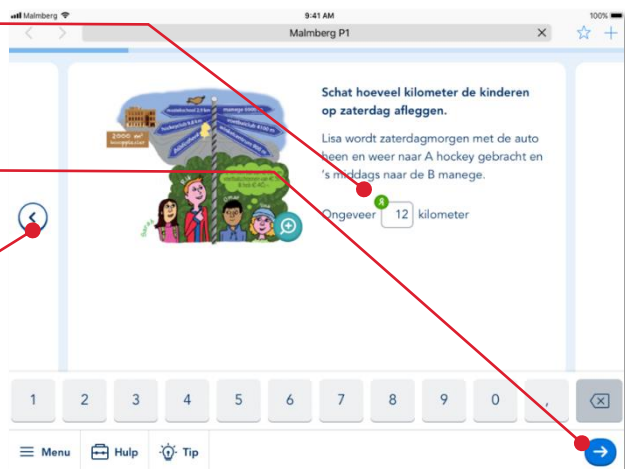 Malmberg
9:41 AM
100%
Malmberg P1
Schat hoeveel kilometer de kinderen
op zaterdag afleggen.
Lisa wordt zaterdagmorgen met de auto
heen en weer naar A hockey gebracht en
's middags naar de B manege.
Ongeveer 12 kilometer
2000 m²
1 2 3 4 5 6 7 8 9 0 ,
Menu Hulp Tip